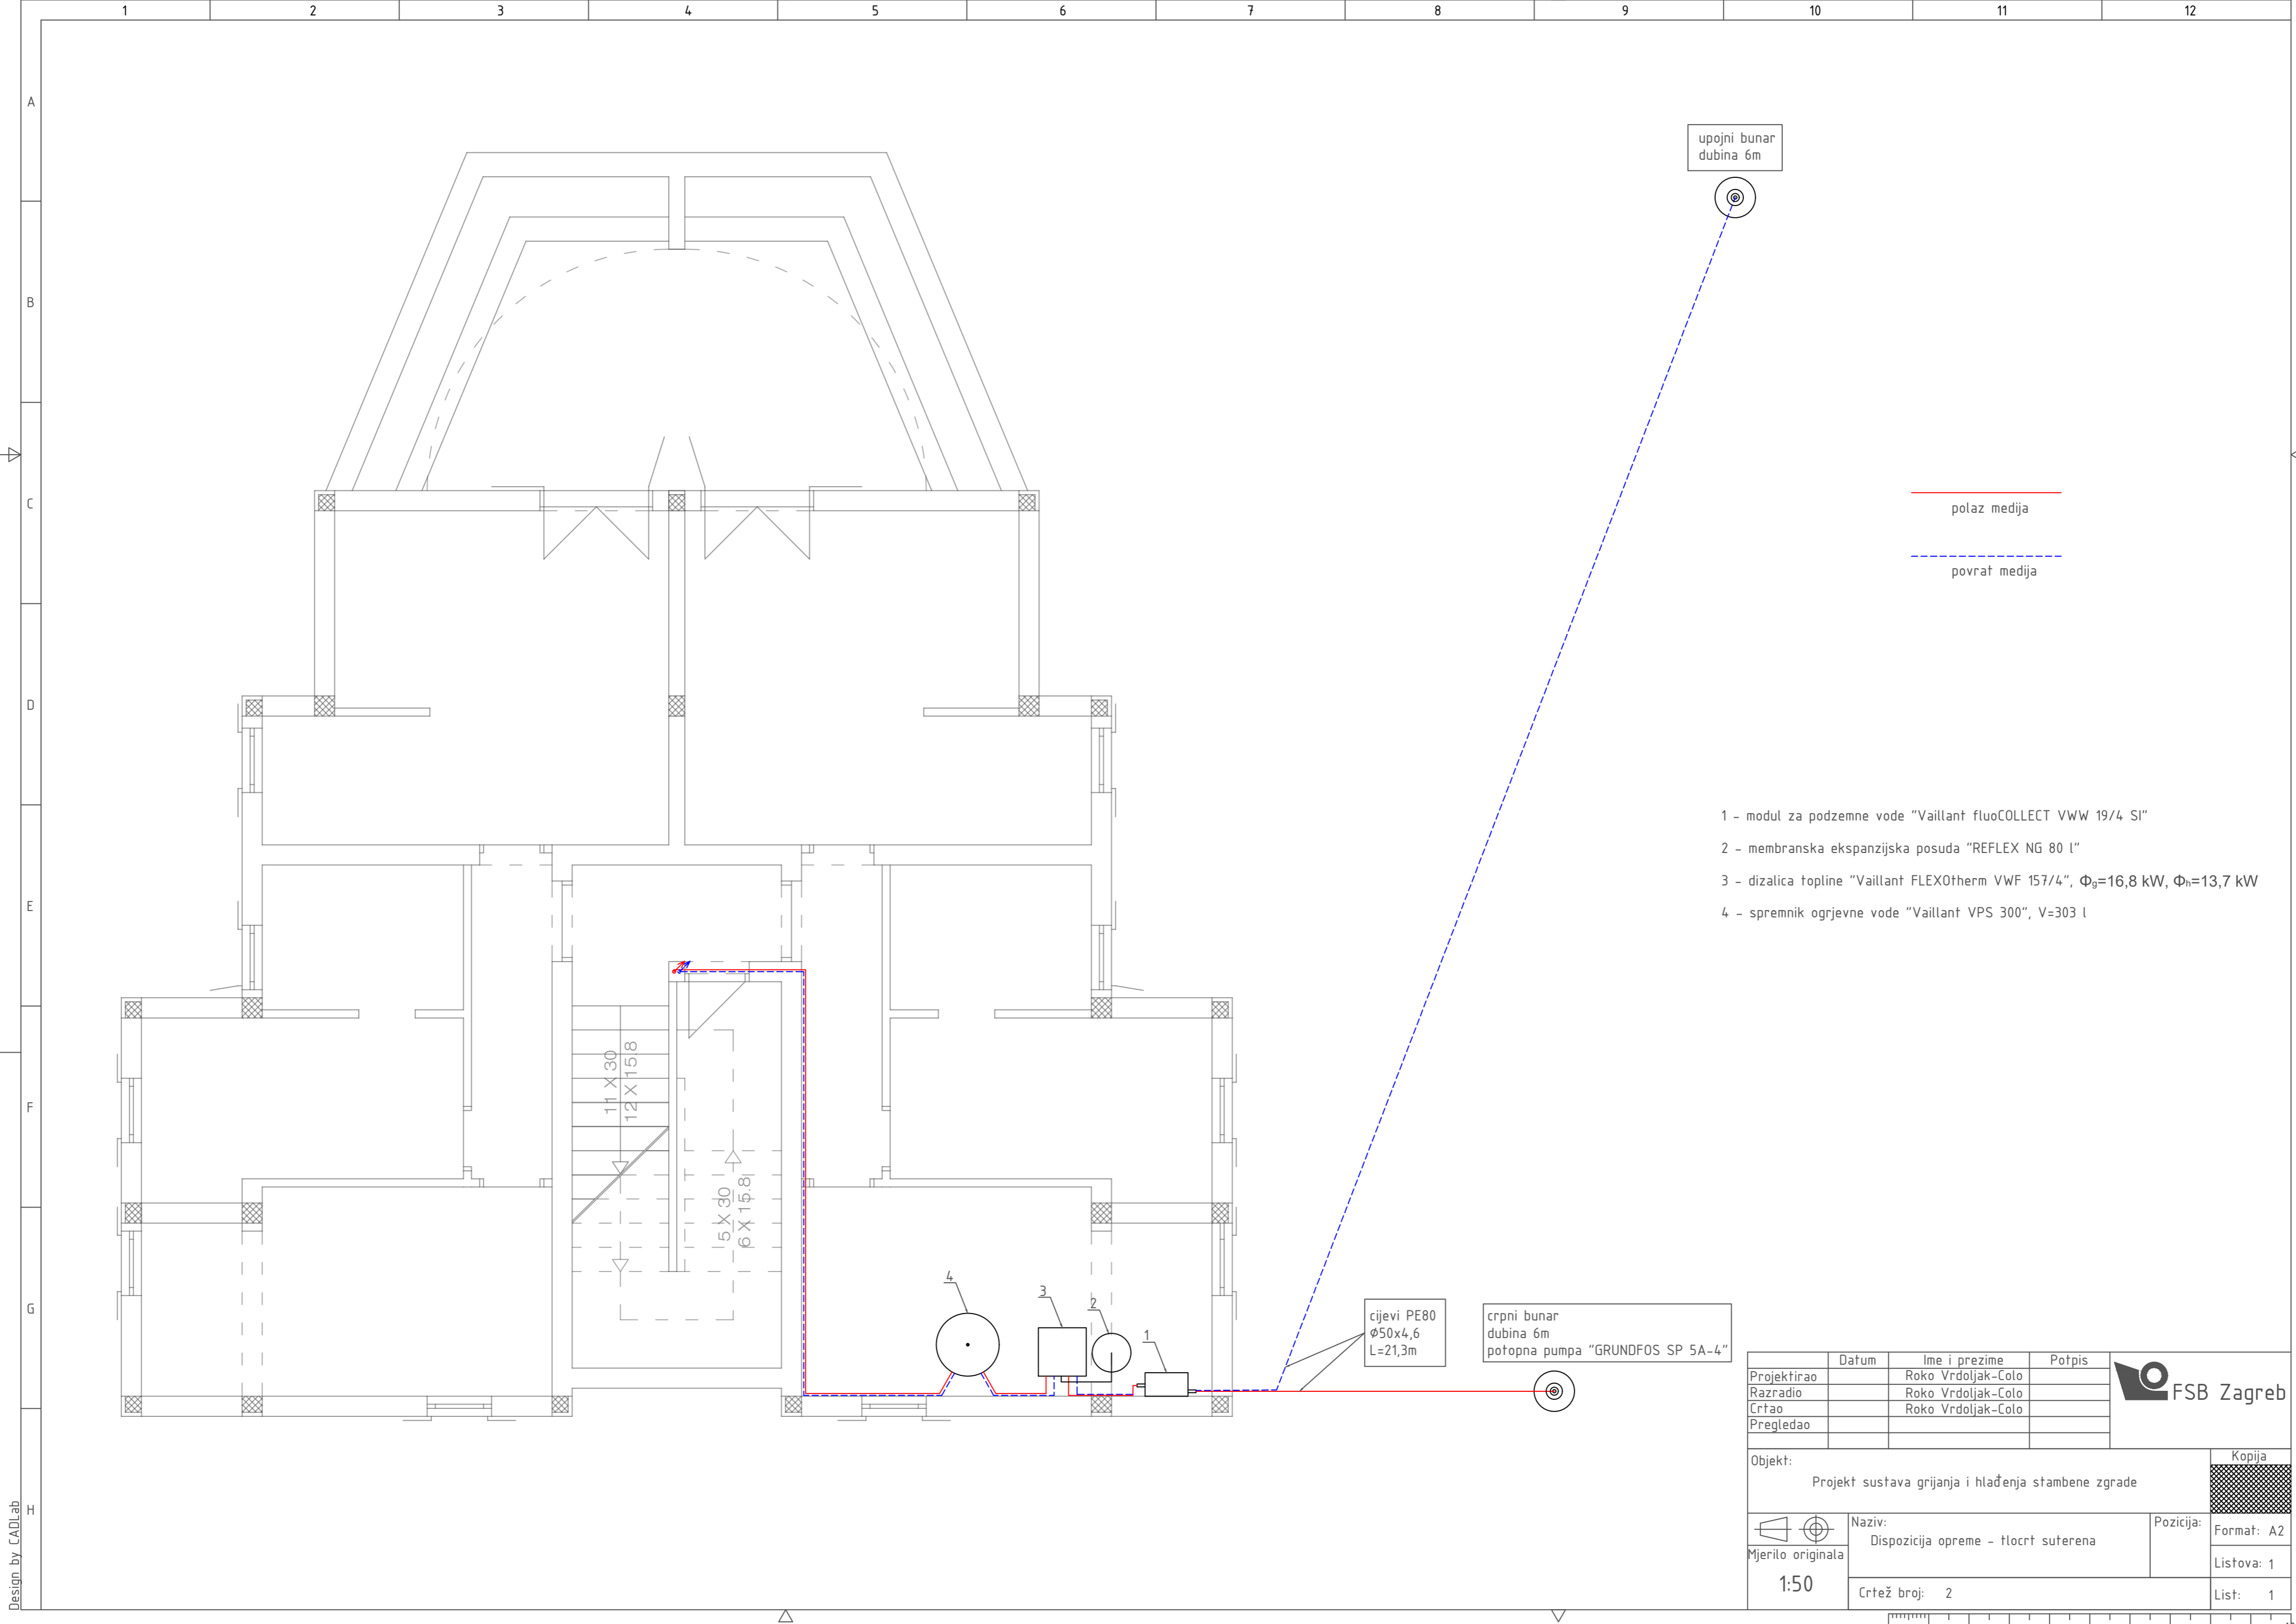 1 2 3 4 5 6 7 8 9 10 11 12
A
B
C
D
E
F
G
H
upojni bunar
dubina 6m
polaz medija
povrat medija
1 - modul za podzemne vode "Vaillant fluoCOLLECT VWW 19/4 SI"
2 - membranska ekspanzijska posuda "REFLEX NG 80 l"
3 - dizalica topline "Vaillant FLEXOtherm VWF 157/4", Φg=16,8 kW, Φh=13,7 kW
4 - spremnik ogrjevne vode "Vaillant VPS 300", V=303 l
11 X 30
12 X 15.8
5 X 30
6 X 15.8
4
3
2
1
cijevi PE80
Ø50x4,6
L=21,3m
crpni bunar
dubina 6m
potopna pumpa "GRUNDFOS SP 5A-4"
Datum Ime i prezime Potpis
Projektirao Roko Vrdoljak-Colo
Razradio Roko Vrdoljak-Colo
Crtao Roko Vrdoljak-Colo
Pregledao
FSB Zagreb
Objekt:
Projekt sustava grijanja i hlađenja stambene zgrade
Kopija
Naziv:
Dispozicija opreme - tlocrt suterena
Pozicija:
Format: A2
Mjerilo originala
1:50
Listova: 1
Crtež broj: 2
List: 1
Design by CADLab